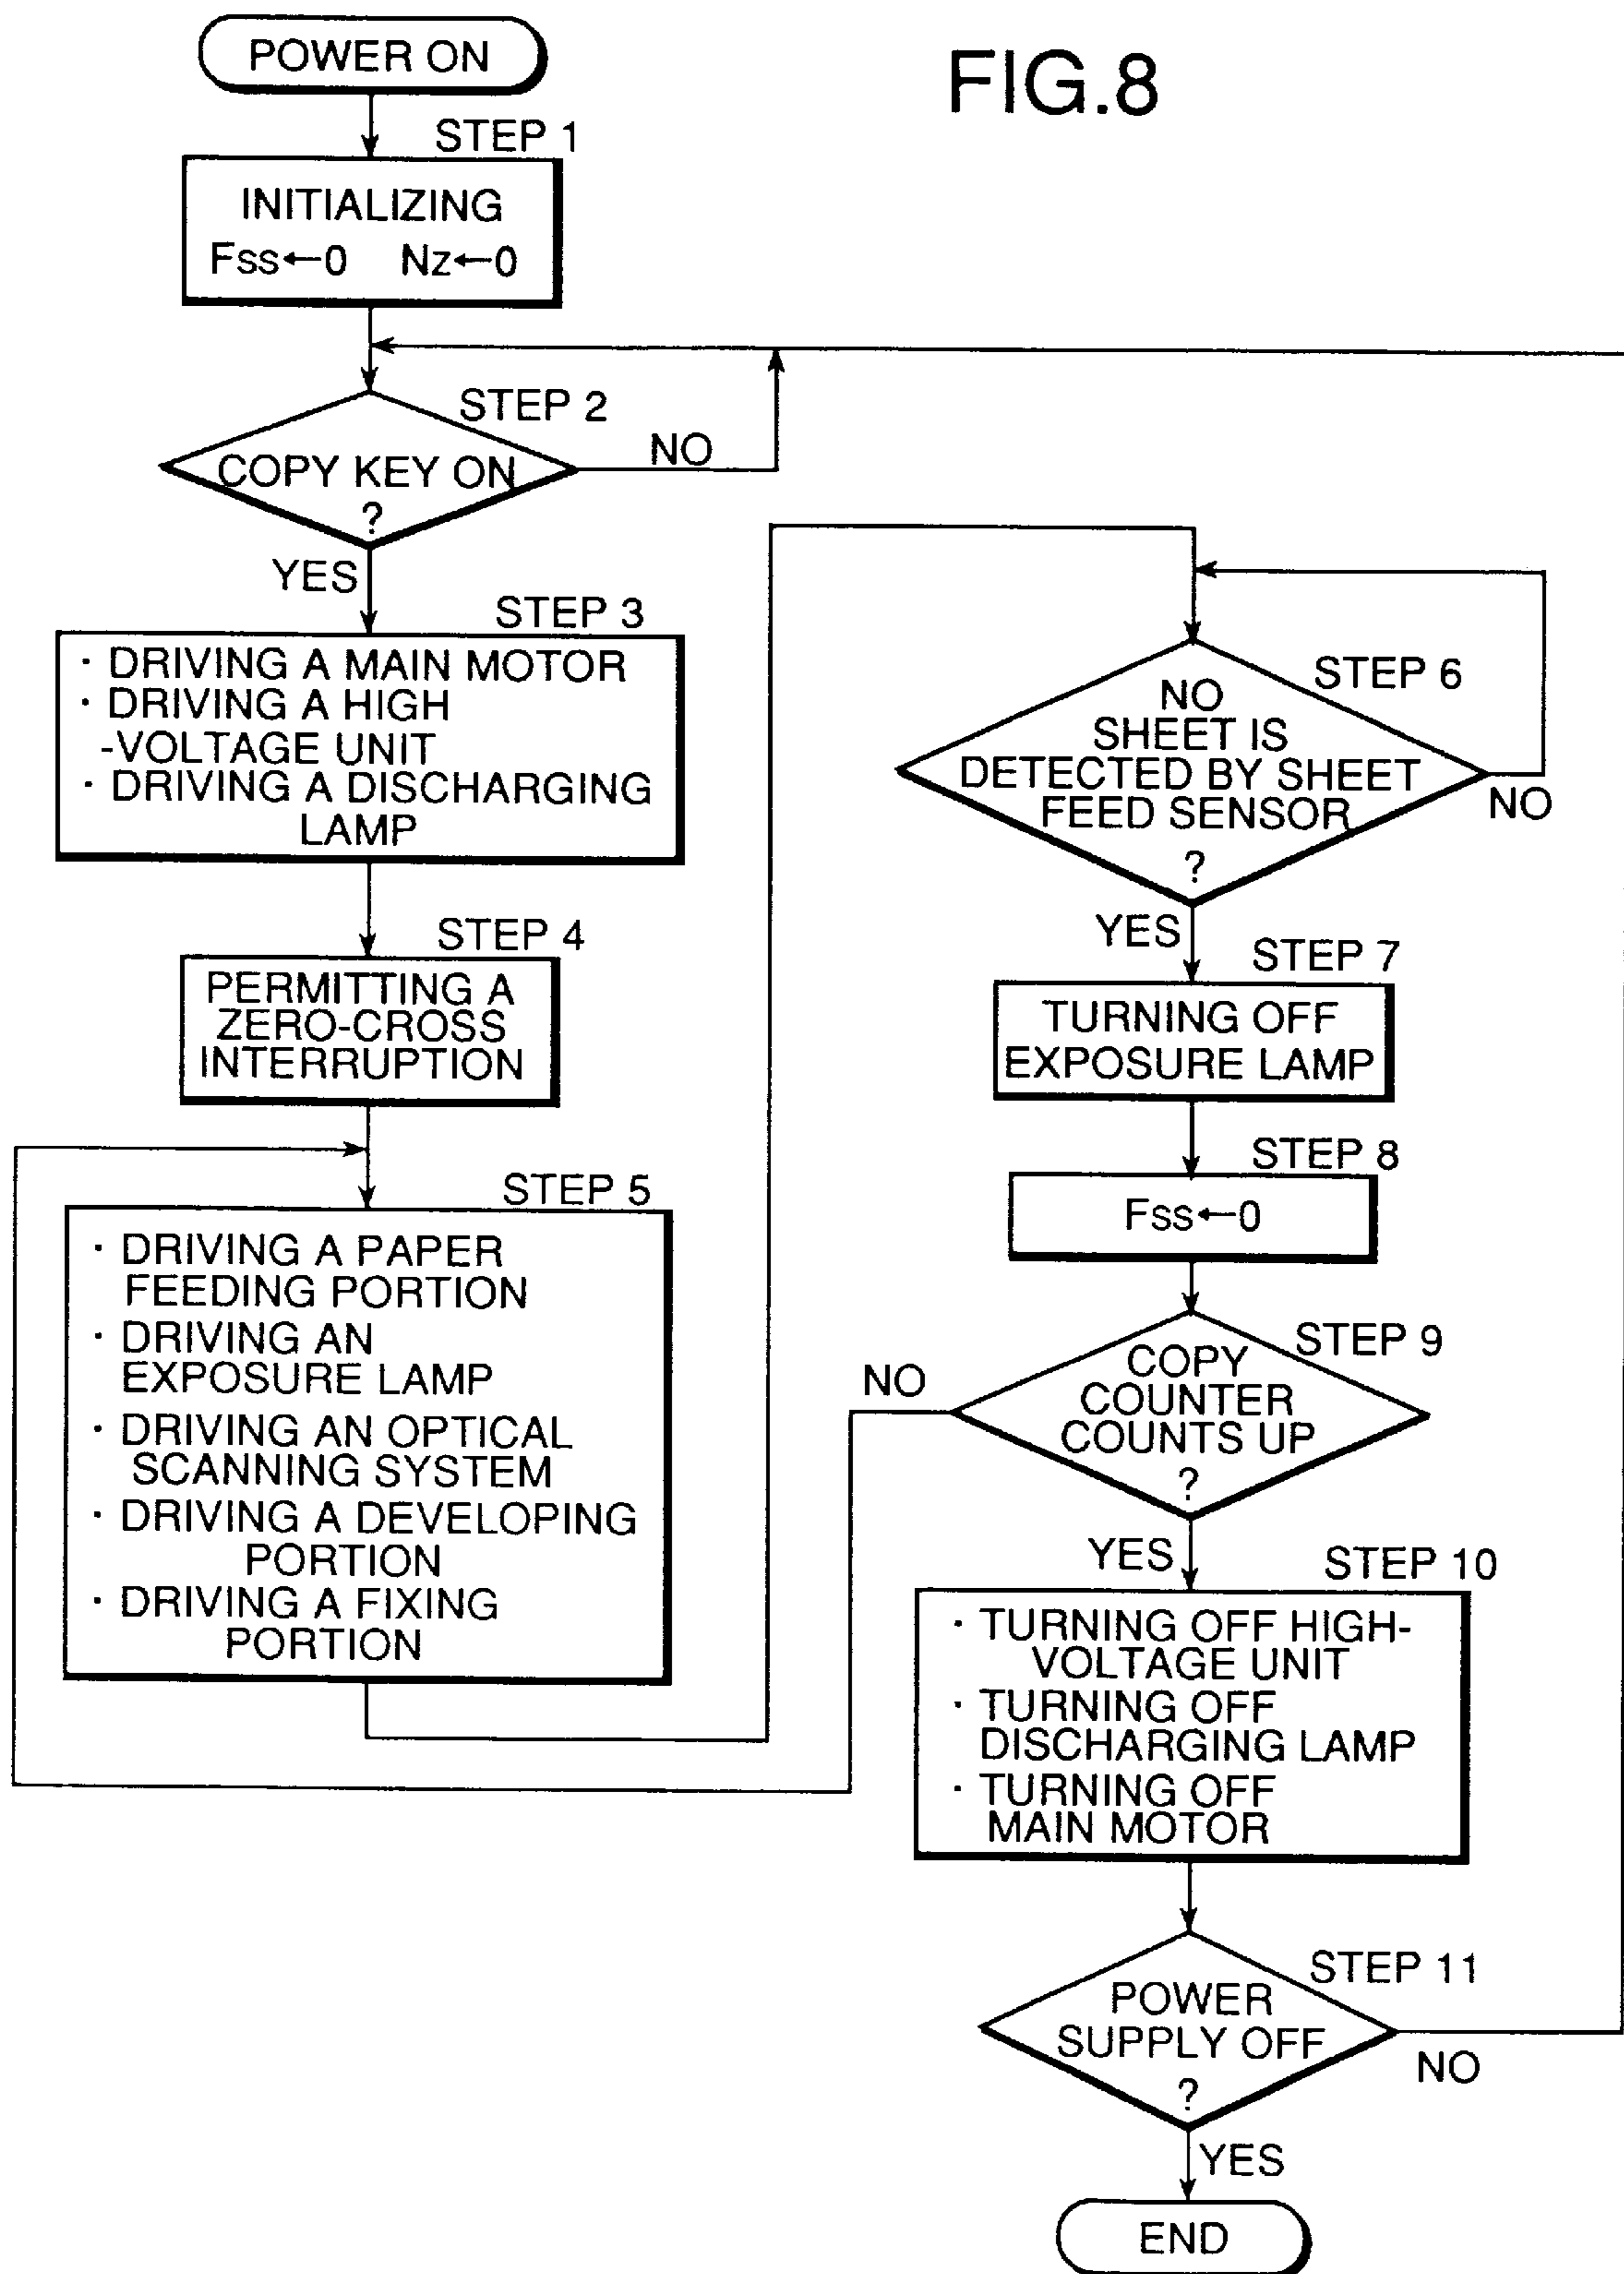 FIG.8
POWER ON
STEP 1
INITIALIZING
Fss←0 Nz←0
STEP 2
COPY KEY ON
?
NO
YES
STEP 3
· DRIVING A MAIN MOTOR
· DRIVING A HIGH
-VOLTAGE UNIT
· DRIVING A DISCHARGING
LAMP
STEP 4
PERMITTING A
ZERO-CROSS
INTERRUPTION
STEP 5
· DRIVING A PAPER
FEEDING PORTION
· DRIVING AN
EXPOSURE LAMP
· DRIVING AN OPTICAL
SCANNING SYSTEM
· DRIVING A DEVELOPING
PORTION
· DRIVING A FIXING
PORTION
STEP 6
NO
SHEET IS
DETECTED BY SHEET
FEED SENSOR
?
NO
YES
STEP 7
TURNING OFF
EXPOSURE LAMP
STEP 8
Fss←0
STEP 9
COPY
COUNTER
COUNTS UP
?
NO
YES
STEP 10
· TURNING OFF HIGH-
VOLTAGE UNIT
· TURNING OFF
DISCHARGING LAMP
· TURNING OFF
MAIN MOTOR
STEP 11
POWER
SUPPLY OFF
?
NO
YES
END